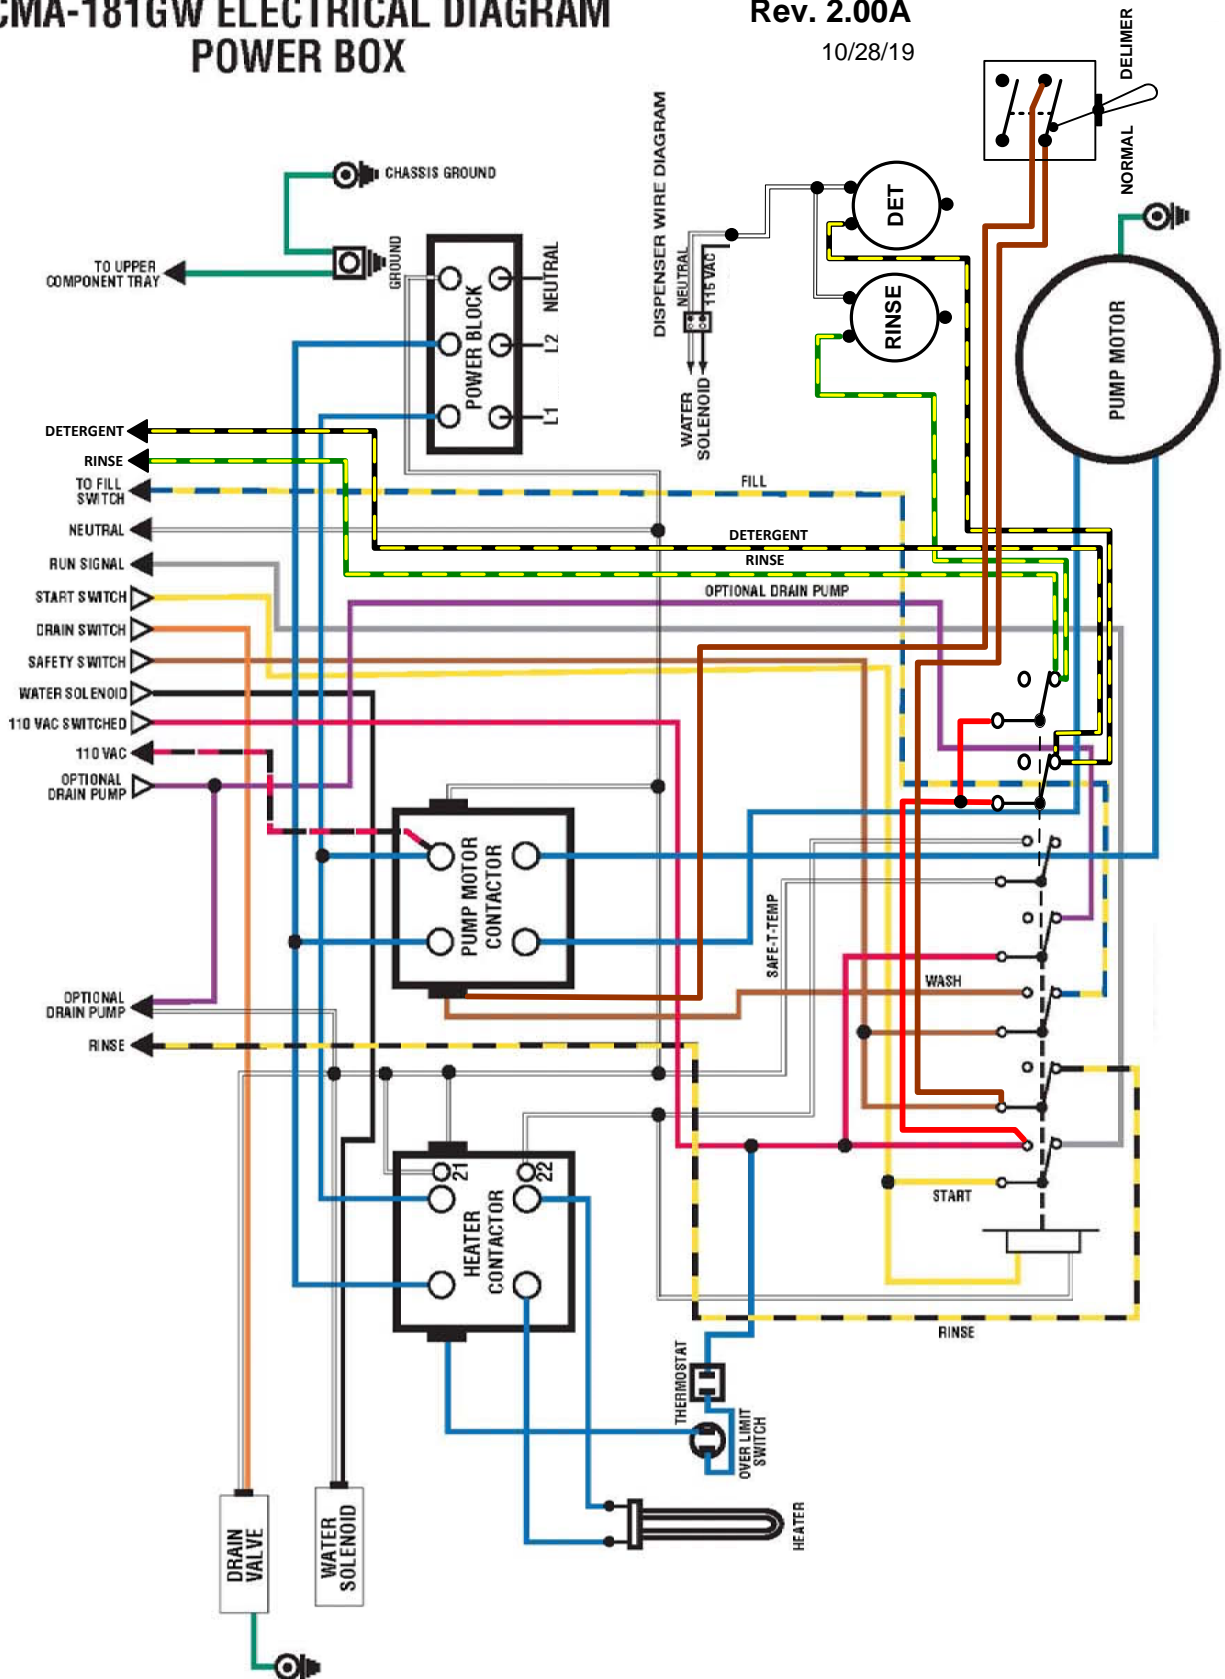 CMA-181GW ELECTRICAL DIAGRAM
POWER BOX
Rev. 2.00A
10/28/19
DELIMER
NORMAL
CHASSIS GROUND
GROUND
TO UPPER
COMPONENT TRAY
POWER BLOCK
NEUTRAL
L2
L1
DISPENSER WIRE DIAGRAM
NEUTRAL
115 VAC
WATER
SOLENOID
DET
RINSE
PUMP MOTOR
DETERGENT
RINSE
TO FILL
SWITCH
NEUTRAL
RUN SIGNAL
START SWITCH
DRAIN SWITCH
SAFETY SWITCH
WATER SOLENOID
110 VAC SWITCHED
110 VAC
OPTIONAL
DRAIN PUMP
FILL
DETERGENT
RINSE
OPTIONAL DRAIN PUMP
PUMP MOTOR
CONTACTOR
SAFE-T-TEMP
WASH
OPTIONAL
DRAIN PUMP
RINSE
21
22
HEATER
CONTACTOR
START
RINSE
THERMOSTAT
OVER LIMIT
SWITCH
HEATER
DRAIN
VALVE
WATER
SOLENOID